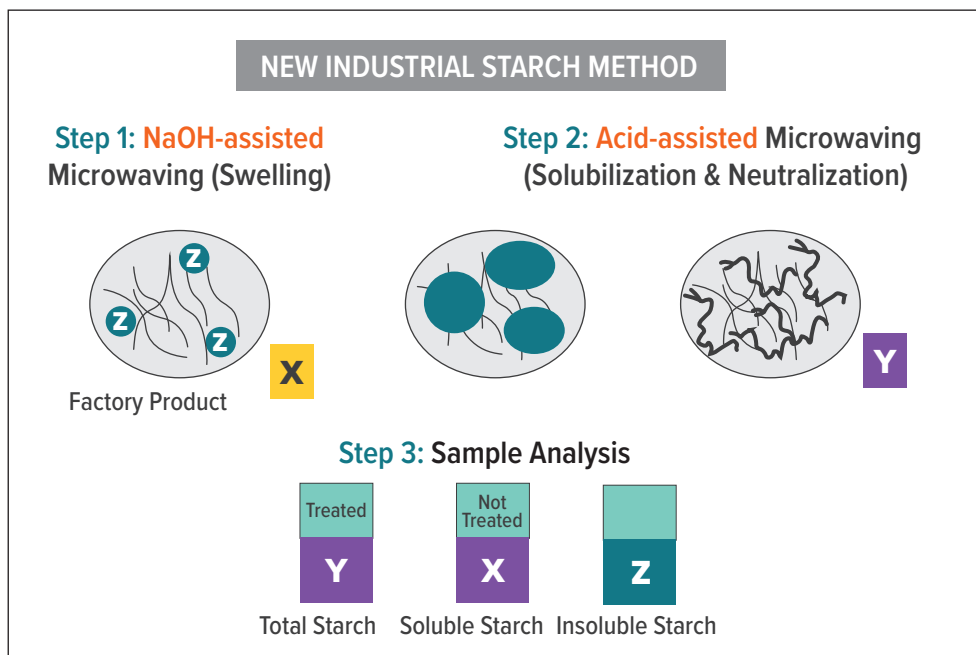 NEW INDUSTRIAL STARCH METHOD
Step 1: NaOH-assisted
Microwaving (Swelling)
Step 2: Acid-assisted Microwaving
(Solubilization & Neutralization)
Z
Z
Z
X
Y
Factory Product
Step 3: Sample Analysis
Treated
Y
Total Starch
Not
Treated
X
Soluble Starch
Z
Insoluble Starch